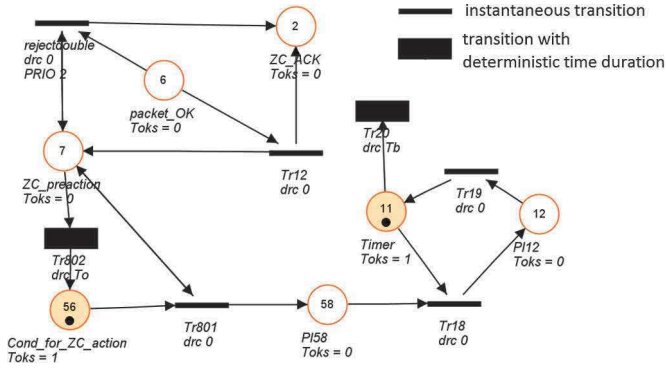 instantaneous transition
transition with
deterministic time duration
rejectdouble
drc 0
PRIO 2
2
ZC_ACK
Toks = 0
6
packet_OK
Toks = 0
7
ZC_preaction
Toks = 0
Tr12
drc 0
Tr20
drc Tb
Tr19
drc 0
11
Timer
Toks = 1
12
PI12
Toks = 0
Tr802
drc To
56
Cond_for_ZC_action
Toks = 1
Tr801
drc 0
58
PI58
Toks = 0
Tr18
drc 0